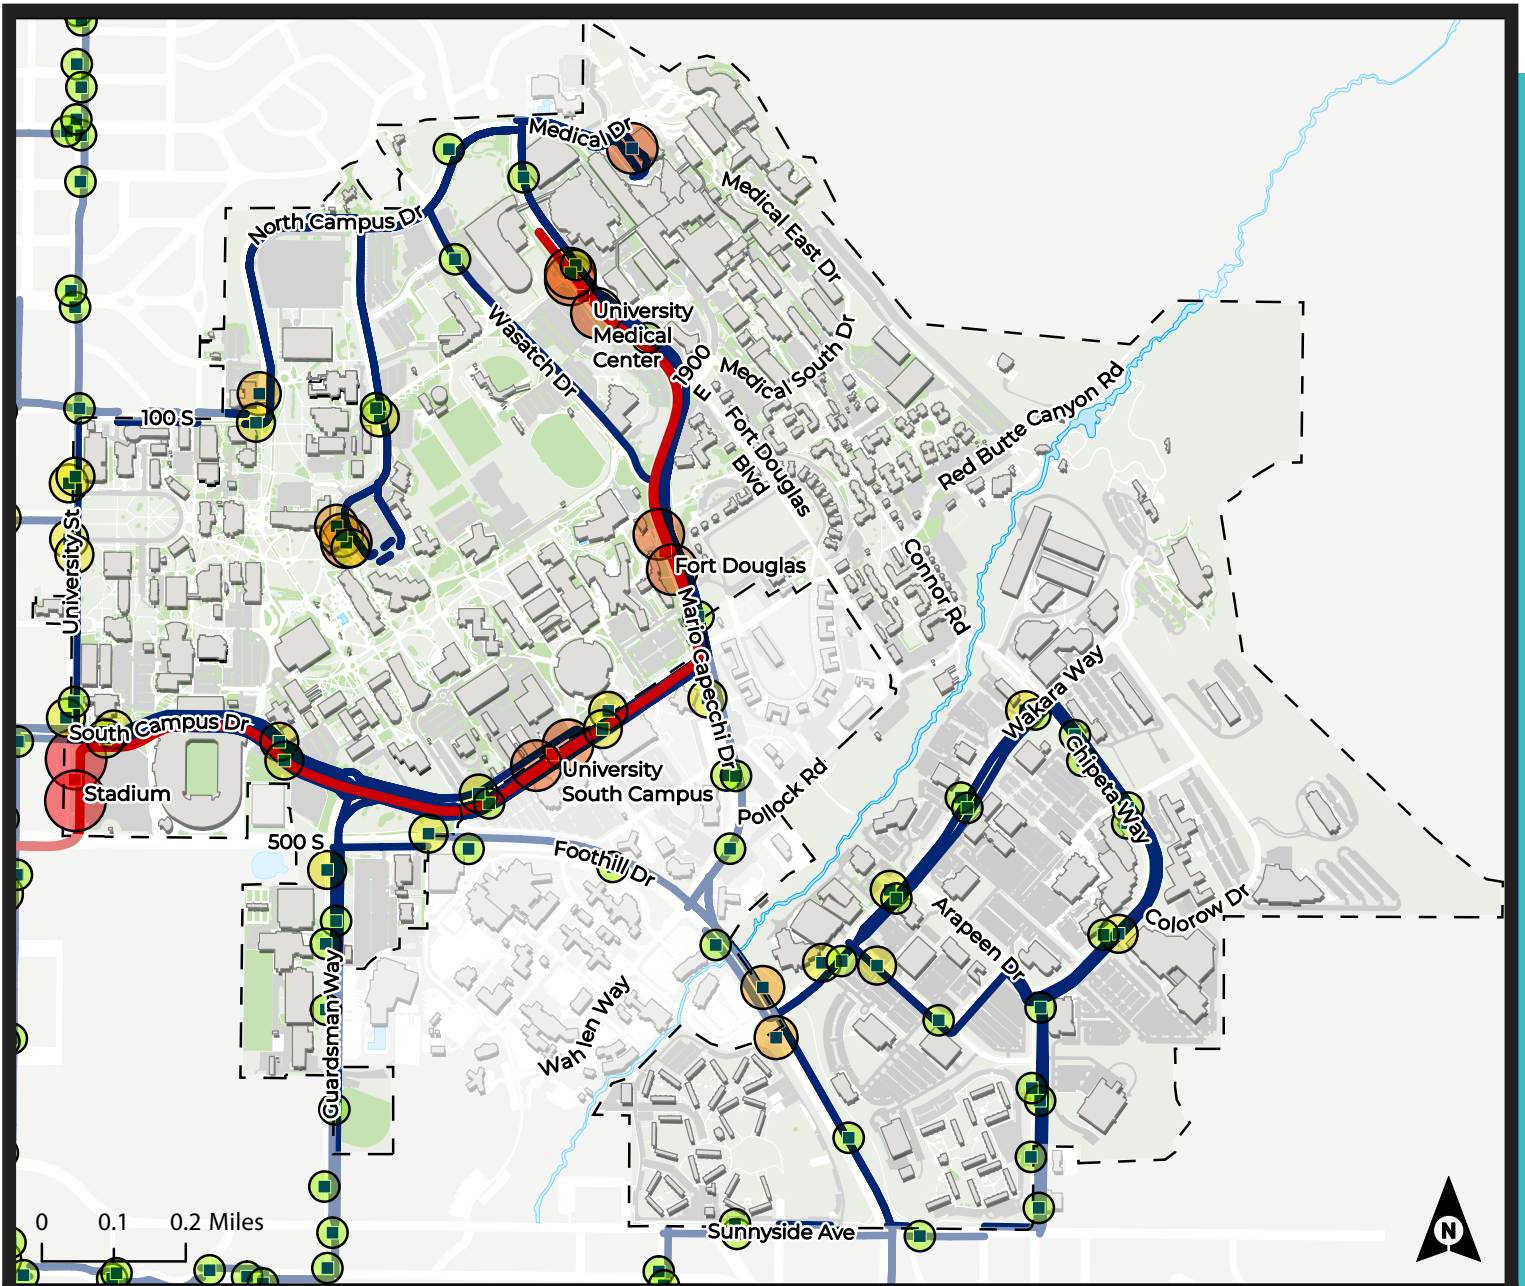 Medical Dr
North Campus Dr
Medical East Dr
University
Medical
Center
Wasatch Dr
1900
E
Medical South Dr
Fort Douglas
Blvd
Red Butte Canyon Rd
100 S
University St
Fort Douglas
Connor Rd
Mario Capecchi Dr
Wakara Way
South Campus Dr
Chipeta Way
University
South Campus
Stadium
Pollock Rd
500 S
Foothill Dr
Arapeen Dr
Colorow Dr
Guardsman Way
Wahlen Way
Sunnyside Ave
0 0.1 0.2 Miles
N